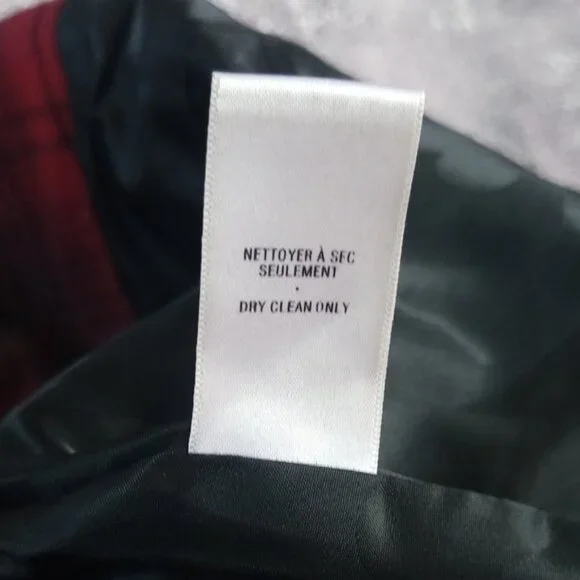 NETTOYER À SEC
SEULEMENT
•
DRY CLEAN ONLY